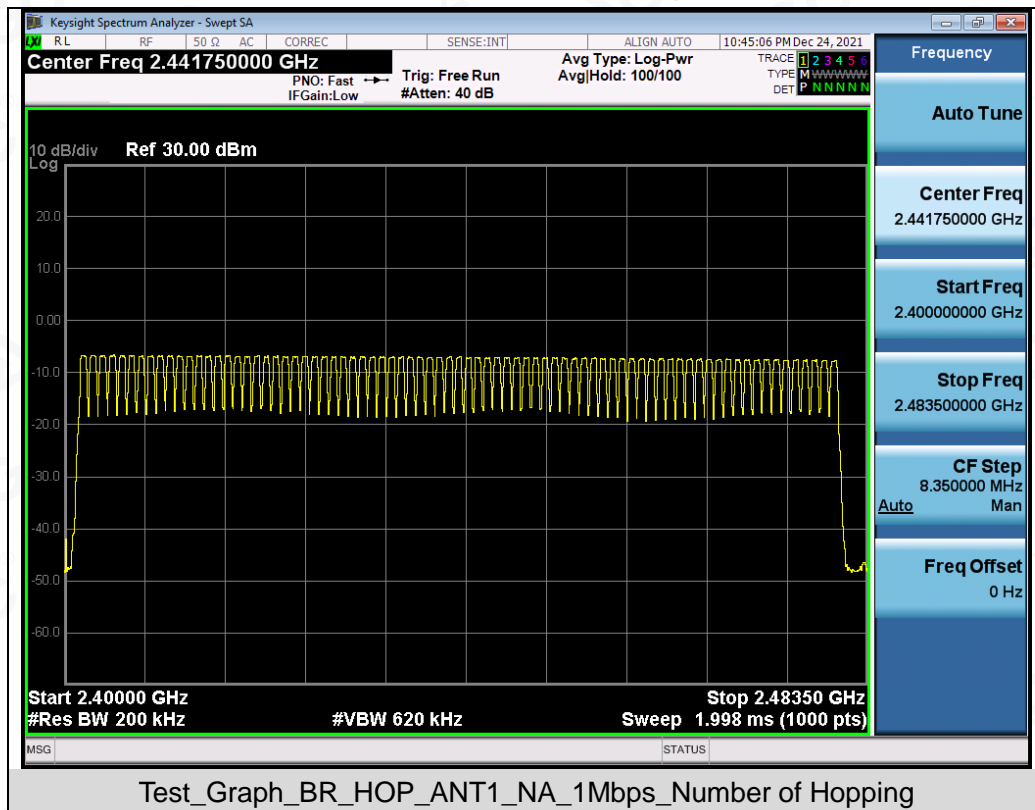 Keysight Spectrum Analyzer - Swept SA
LXI RL RF 50 Ω AC CORREC SENSE:INT ALIGN AUTO 10:45:06 PM Dec 24, 2021
Center Freq 2.441750000 GHz
PNO: Fast
IFGain:Low
Trig: Free Run
#Atten: 40 dB
Avg Type: Log-Pwr
Avg|Hold: 100/100
TRACE 1 2 3 4 5 6
TYPE M WWWWW
DET P N N N N N
10 dB/div Ref 30.00 dBm
Log
20.0
10.0
0.00
-10.0
-20.0
-30.0
-40.0
-50.0
-60.0
Start 2.40000 GHz Stop 2.48350 GHz
#Res BW 200 kHz #VBW 620 kHz Sweep 1.998 ms (1000 pts)
MSG STATUS
Frequency
Auto Tune
Center Freq
2.441750000 GHz
Start Freq
2.400000000 GHz
Stop Freq
2.483500000 GHz
CF Step
8.350000 MHz
Auto Man
Freq Offset
0 Hz
Test_Graph_BR_HOP_ANT1_NA_1Mbps_Number of Hopping